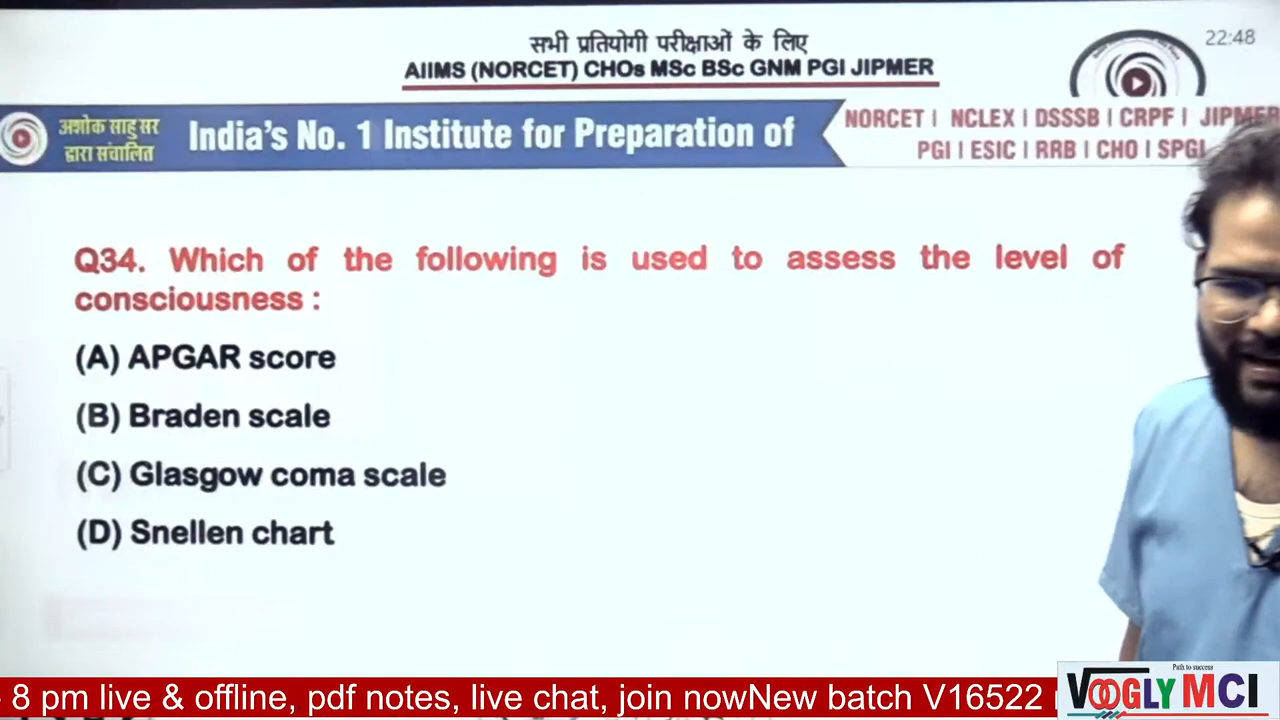 सभी प्रतियोगी परीक्षाओं के लिए
AIIMS (NORCET) CHOs MSc BSc GNM PGI JIPMER
22:48
अशोक साहु सर
द्वारा संचालित
India's No. 1 Institute for Preparation of
NORCET I NCLEX I DSSSB I CRPF I JIPMER
PGI I ESIC I RRB I CHO I SPGI
Q34. Which of the following is used to assess the level of
consciousness :
(A) APGAR score
(B) Braden scale
(C) Glasgow coma scale
(D) Snellen chart
8 pm live & offline, pdf notes, live chat, join nowNew batch V16522
Path to success
VOOGLY MCI